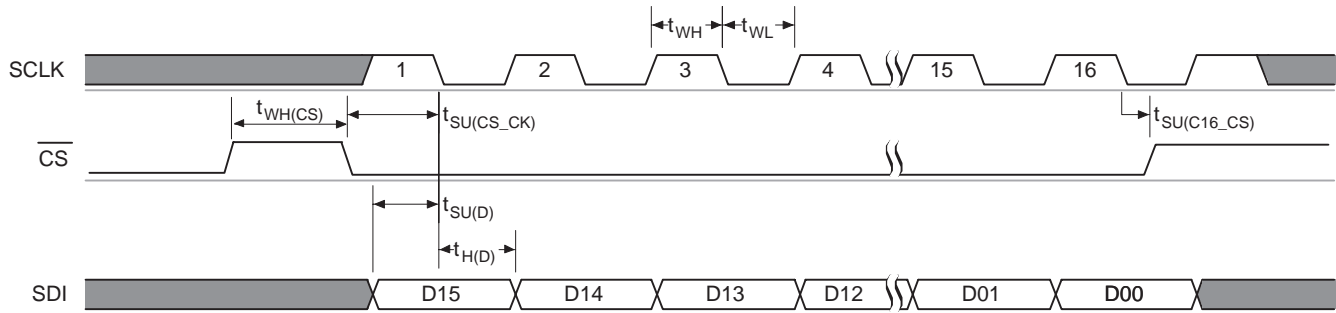 tWH tWL
SCLK 1 2 3 4 15 16
tWH(CS) tSU(CS_CK) tSU(C16_CS)
CS
tSU(D)
tH(D)
SDI D15 D14 D13 D12 D01 D00